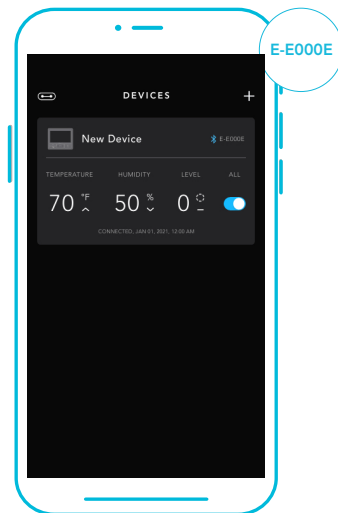 E-E000E
DEVICES
New Device
E-E000E
TEMPERATURE HUMIDITY LEVEL ALL
70 °F 50 % 0
CONNECTED, JAN 01, 2021, 12:00 AM